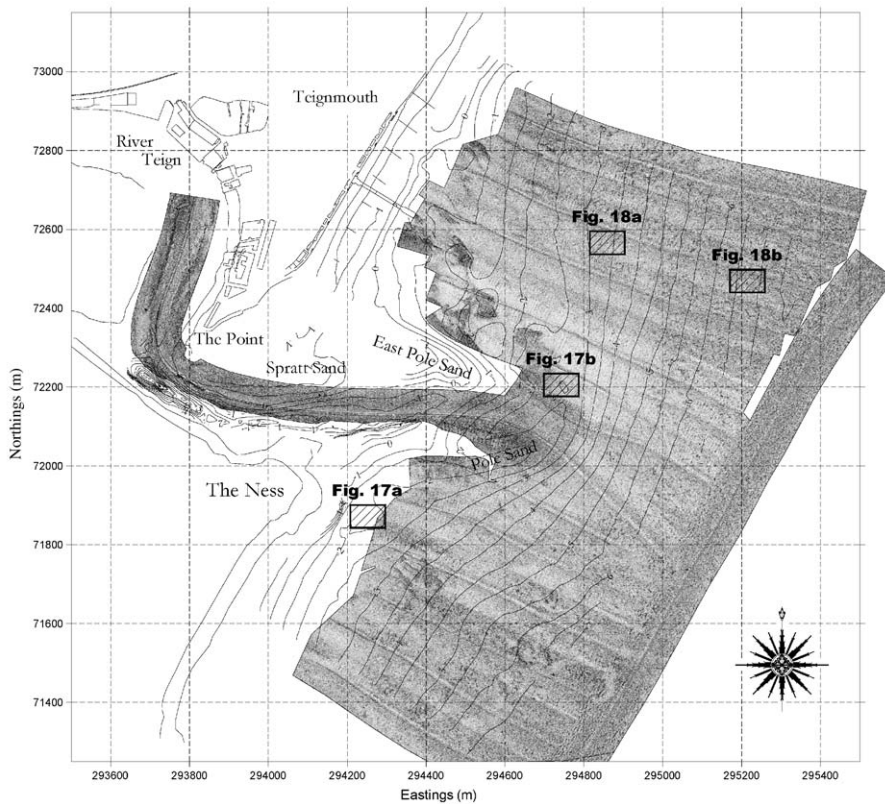 73000
72800
72600
72400
72200
72000
71800
71600
71400
Northings (m)
Teignmouth
River
Teign
Fig. 18a
Fig. 18b
The Point
East Pole Sand
Spratt Sand
Fig. 17b
Pole Sand
The Ness
Fig. 17a
293600 293800 294000 294200 294400 294600 294800 295000 295200 295400
Eastings (m)